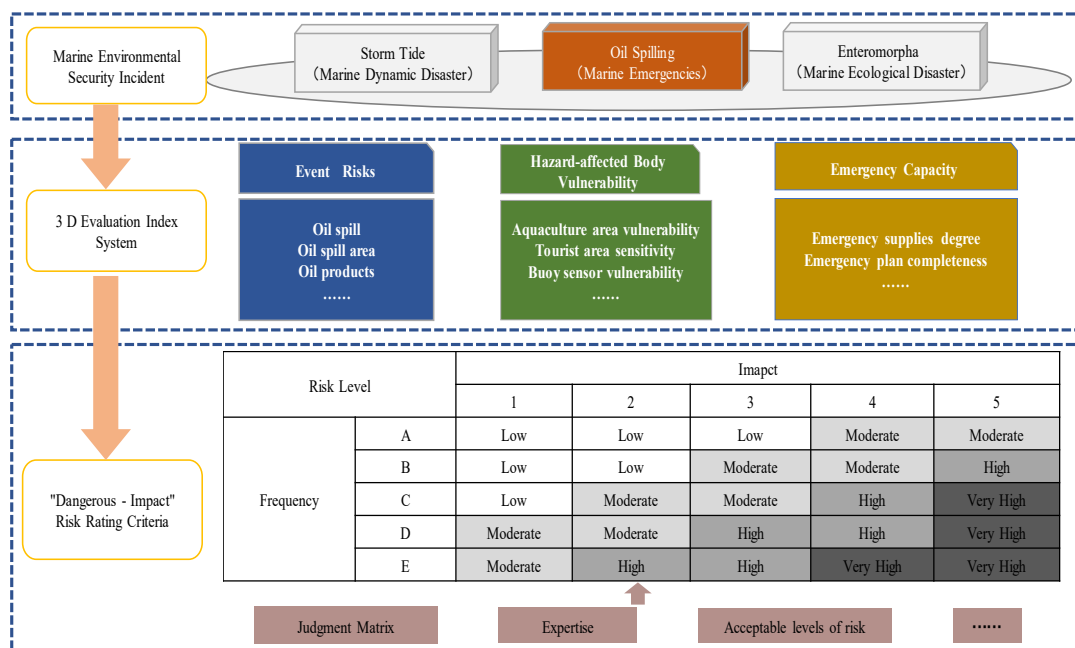 Marine Environmental
Security Incident
Storm Tide
（Marine Dynamic Disaster）
Oil Spilling
（Marine Emergencies）
Enteromorpha
（Marine Ecological Disaster）
3 D Evaluation Index
System
Event Risks
Oil spill
Oil spill area
Oil products
……
Hazard-affected Body
Vulnerability
Aquaculture area vulnerability
Tourist area sensitivity
Buoy sensor vulnerability
……
Emergency Capacity
Emergency supplies degree
Emergency plan completeness
……
"Dangerous - Impact"
Risk Rating Criteria
Risk Level
Imapct
1 2 3 4 5
Frequency
A Low Low Low Moderate Moderate
B Low Low Moderate Moderate High
C Low Moderate Moderate High Very High
D Moderate Moderate High High Very High
E Moderate High High Very High Very High
Judgment Matrix
Expertise
Acceptable levels of risk
……